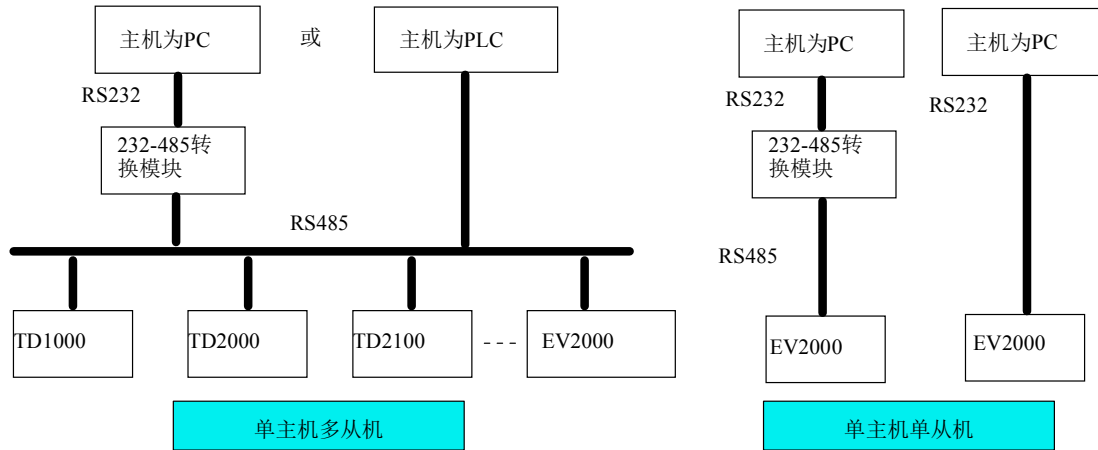 主机为PC
或
主机为PLC
RS232
232-485转
换模块
RS485
TD1000
TD2000
TD2100
---
EV2000
单主机多从机
主机为PC
主机为PC
RS232
RS232
232-485转
换模块
RS485
EV2000
EV2000
单主机单从机